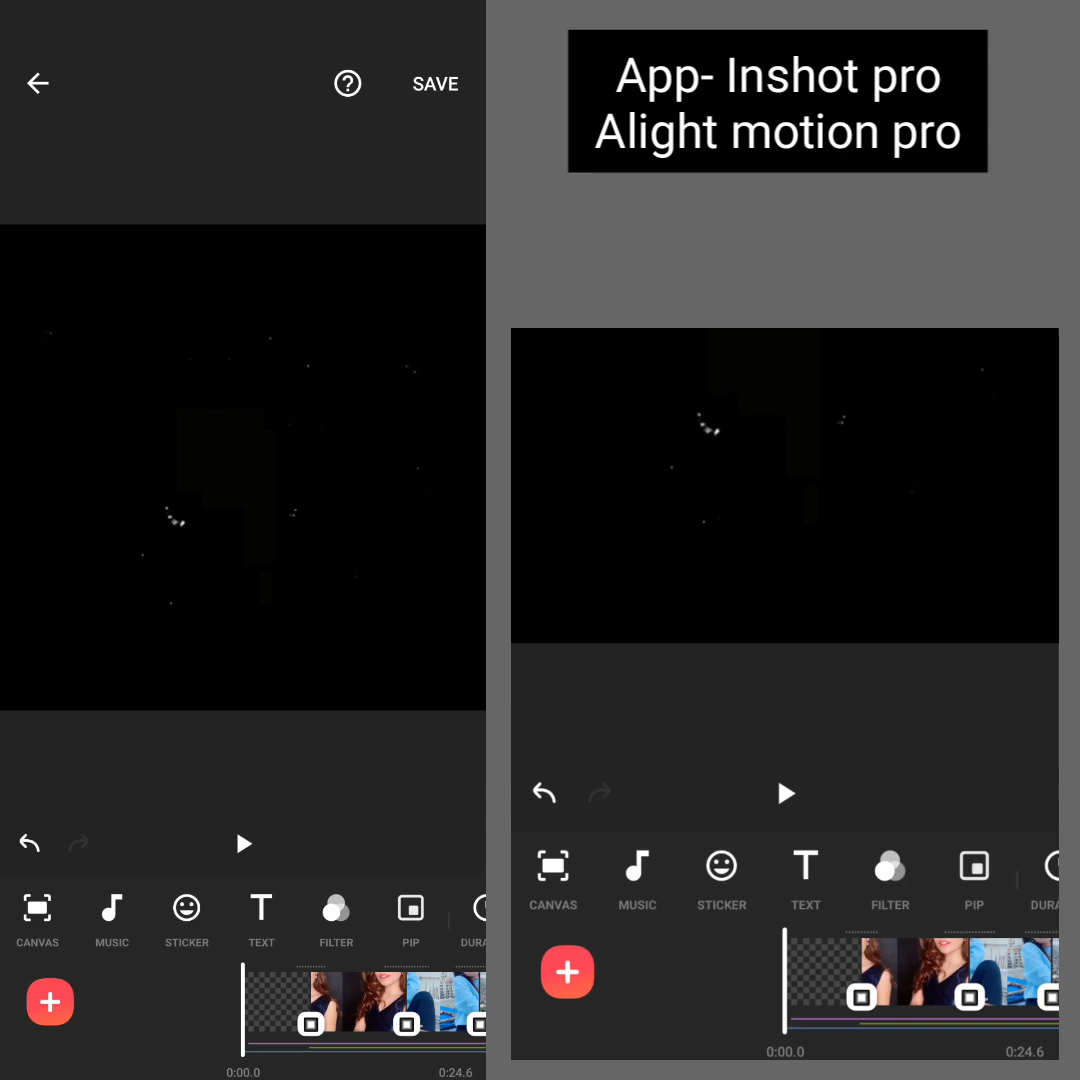 SAVE
CANVAS MUSIC STICKER TEXT FILTER PIP DURA
0:00.0 0:24.6
App- Inshot pro
Alight motion pro
CANVAS MUSIC STICKER TEXT FILTER PIP DURA
0:00.0 0:24.6